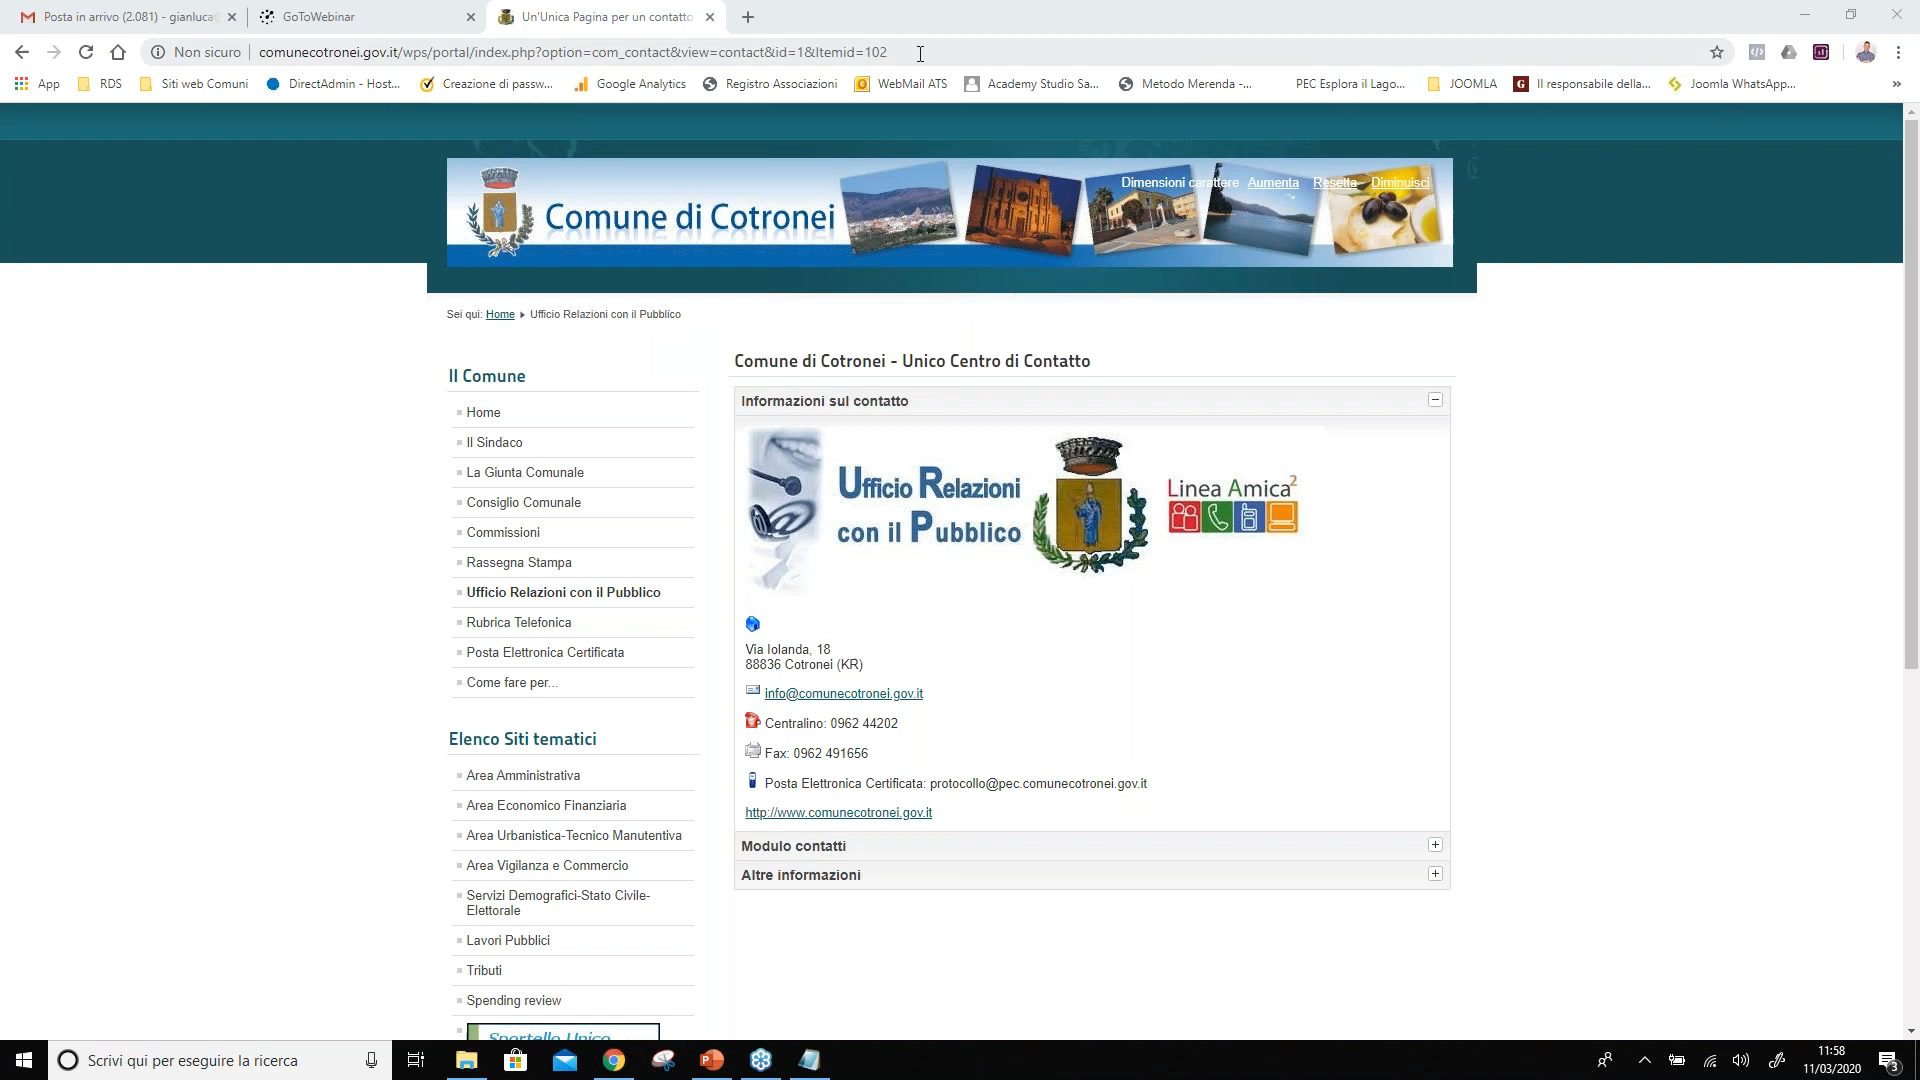 Posta in arrivo (2.081) - gianluca@
GoToWebinar
Un'Unica Pagina per un contatto
Non sicuro
comunecotronei.gov.it/wps/portal/index.php?option=com_contact&view=contact&id=1&Itemid=102
App
RDS
Siti web Comuni
DirectAdmin - Host...
Creazione di passw...
Google Analytics
Registro Associazioni
WebMail ATS
Academy Studio Sa...
Metodo Merenda -...
PEC Esplora il Lago...
JOOMLA
Il responsabile della...
Joomla WhatsApp...
»
Dimensioni carattere Aumenta Resetta Diminuisci
Comune di Cotronei
Sei qui: Home Ufficio Relazioni con il Pubblico
Il Comune
Home
Il Sindaco
La Giunta Comunale
Consiglio Comunale
Commissioni
Rassegna Stampa
Ufficio Relazioni con il Pubblico
Rubrica Telefonica
Posta Elettronica Certificata
Come fare per...
Elenco Siti tematici
Area Amministrativa
Area Economico Finanziaria
Area Urbanistica-Tecnico Manutentiva
Area Vigilanza e Commercio
Servizi Demografici-Stato Civile-
Elettorale
Lavori Pubblici
Tributi
Spending review
Sportello Unico
Comune di Cotronei - Unico Centro di Contatto
Informazioni sul contatto
Ufficio Relazioni
con il Pubblico
Linea Amica2
Via Iolanda, 18
88836 Cotronei (KR)
info@comunecotronei.gov.it
Centralino: 0962 44202
Fax: 0962 491656
Posta Elettronica Certificata: protocollo@pec.comunecotronei.gov.it
http://www.comunecotronei.gov.it
Modulo contatti
Altre informazioni
Scrivi qui per eseguire la ricerca
11:58
11/03/2020
3